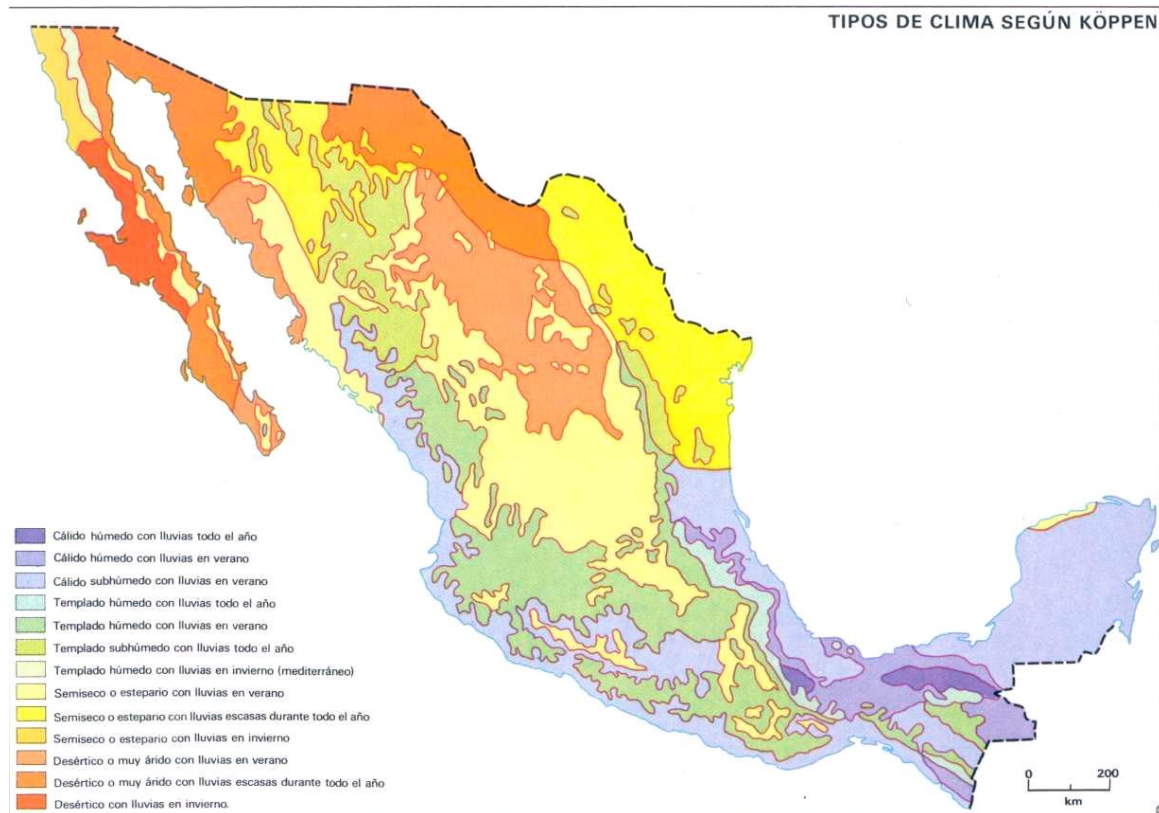 TIPOS DE CLIMA SEGÚN KÖPPEN
Cálido húmedo con lluvias todo el año
Cálido húmedo con lluvias en verano
Cálido subhúmedo con lluvias en verano
Templado húmedo con lluvias todo el año
Templado húmedo con lluvias en verano
Templado subhúmedo con lluvias todo el año
Templado húmedo con lluvias en invierno (mediterráneo)
Semiseco o estepario con lluvias en verano
Semiseco o estepario con lluvias escasas durante todo el año
Semiseco o estepario con lluvias en invierno
Desértico o muy árido con lluvias en verano
Desértico o muy árido con lluvias escasas durante todo el año
Desértico con lluvias en invierno.
0 200
km